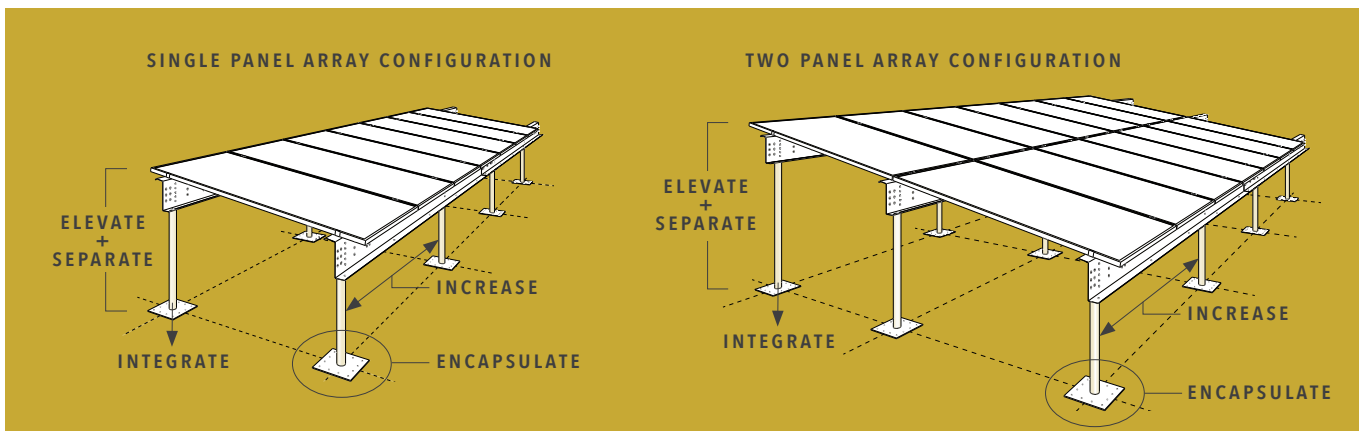 SINGLE PANEL ARRAY CONFIGURATION
ELEVATE
+
SEPARATE
INCREASE
INTEGRATE
ENCAPSULATE
TWO PANEL ARRAY CONFIGURATION
ELEVATE
+
SEPARATE
INCREASE
INTEGRATE
ENCAPSULATE